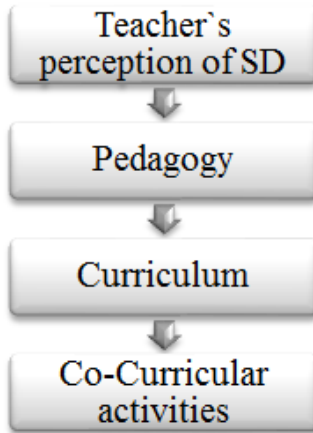 Teacher`s
perception of SD
Pedagogy
Curriculum
Co-Curricular
activities